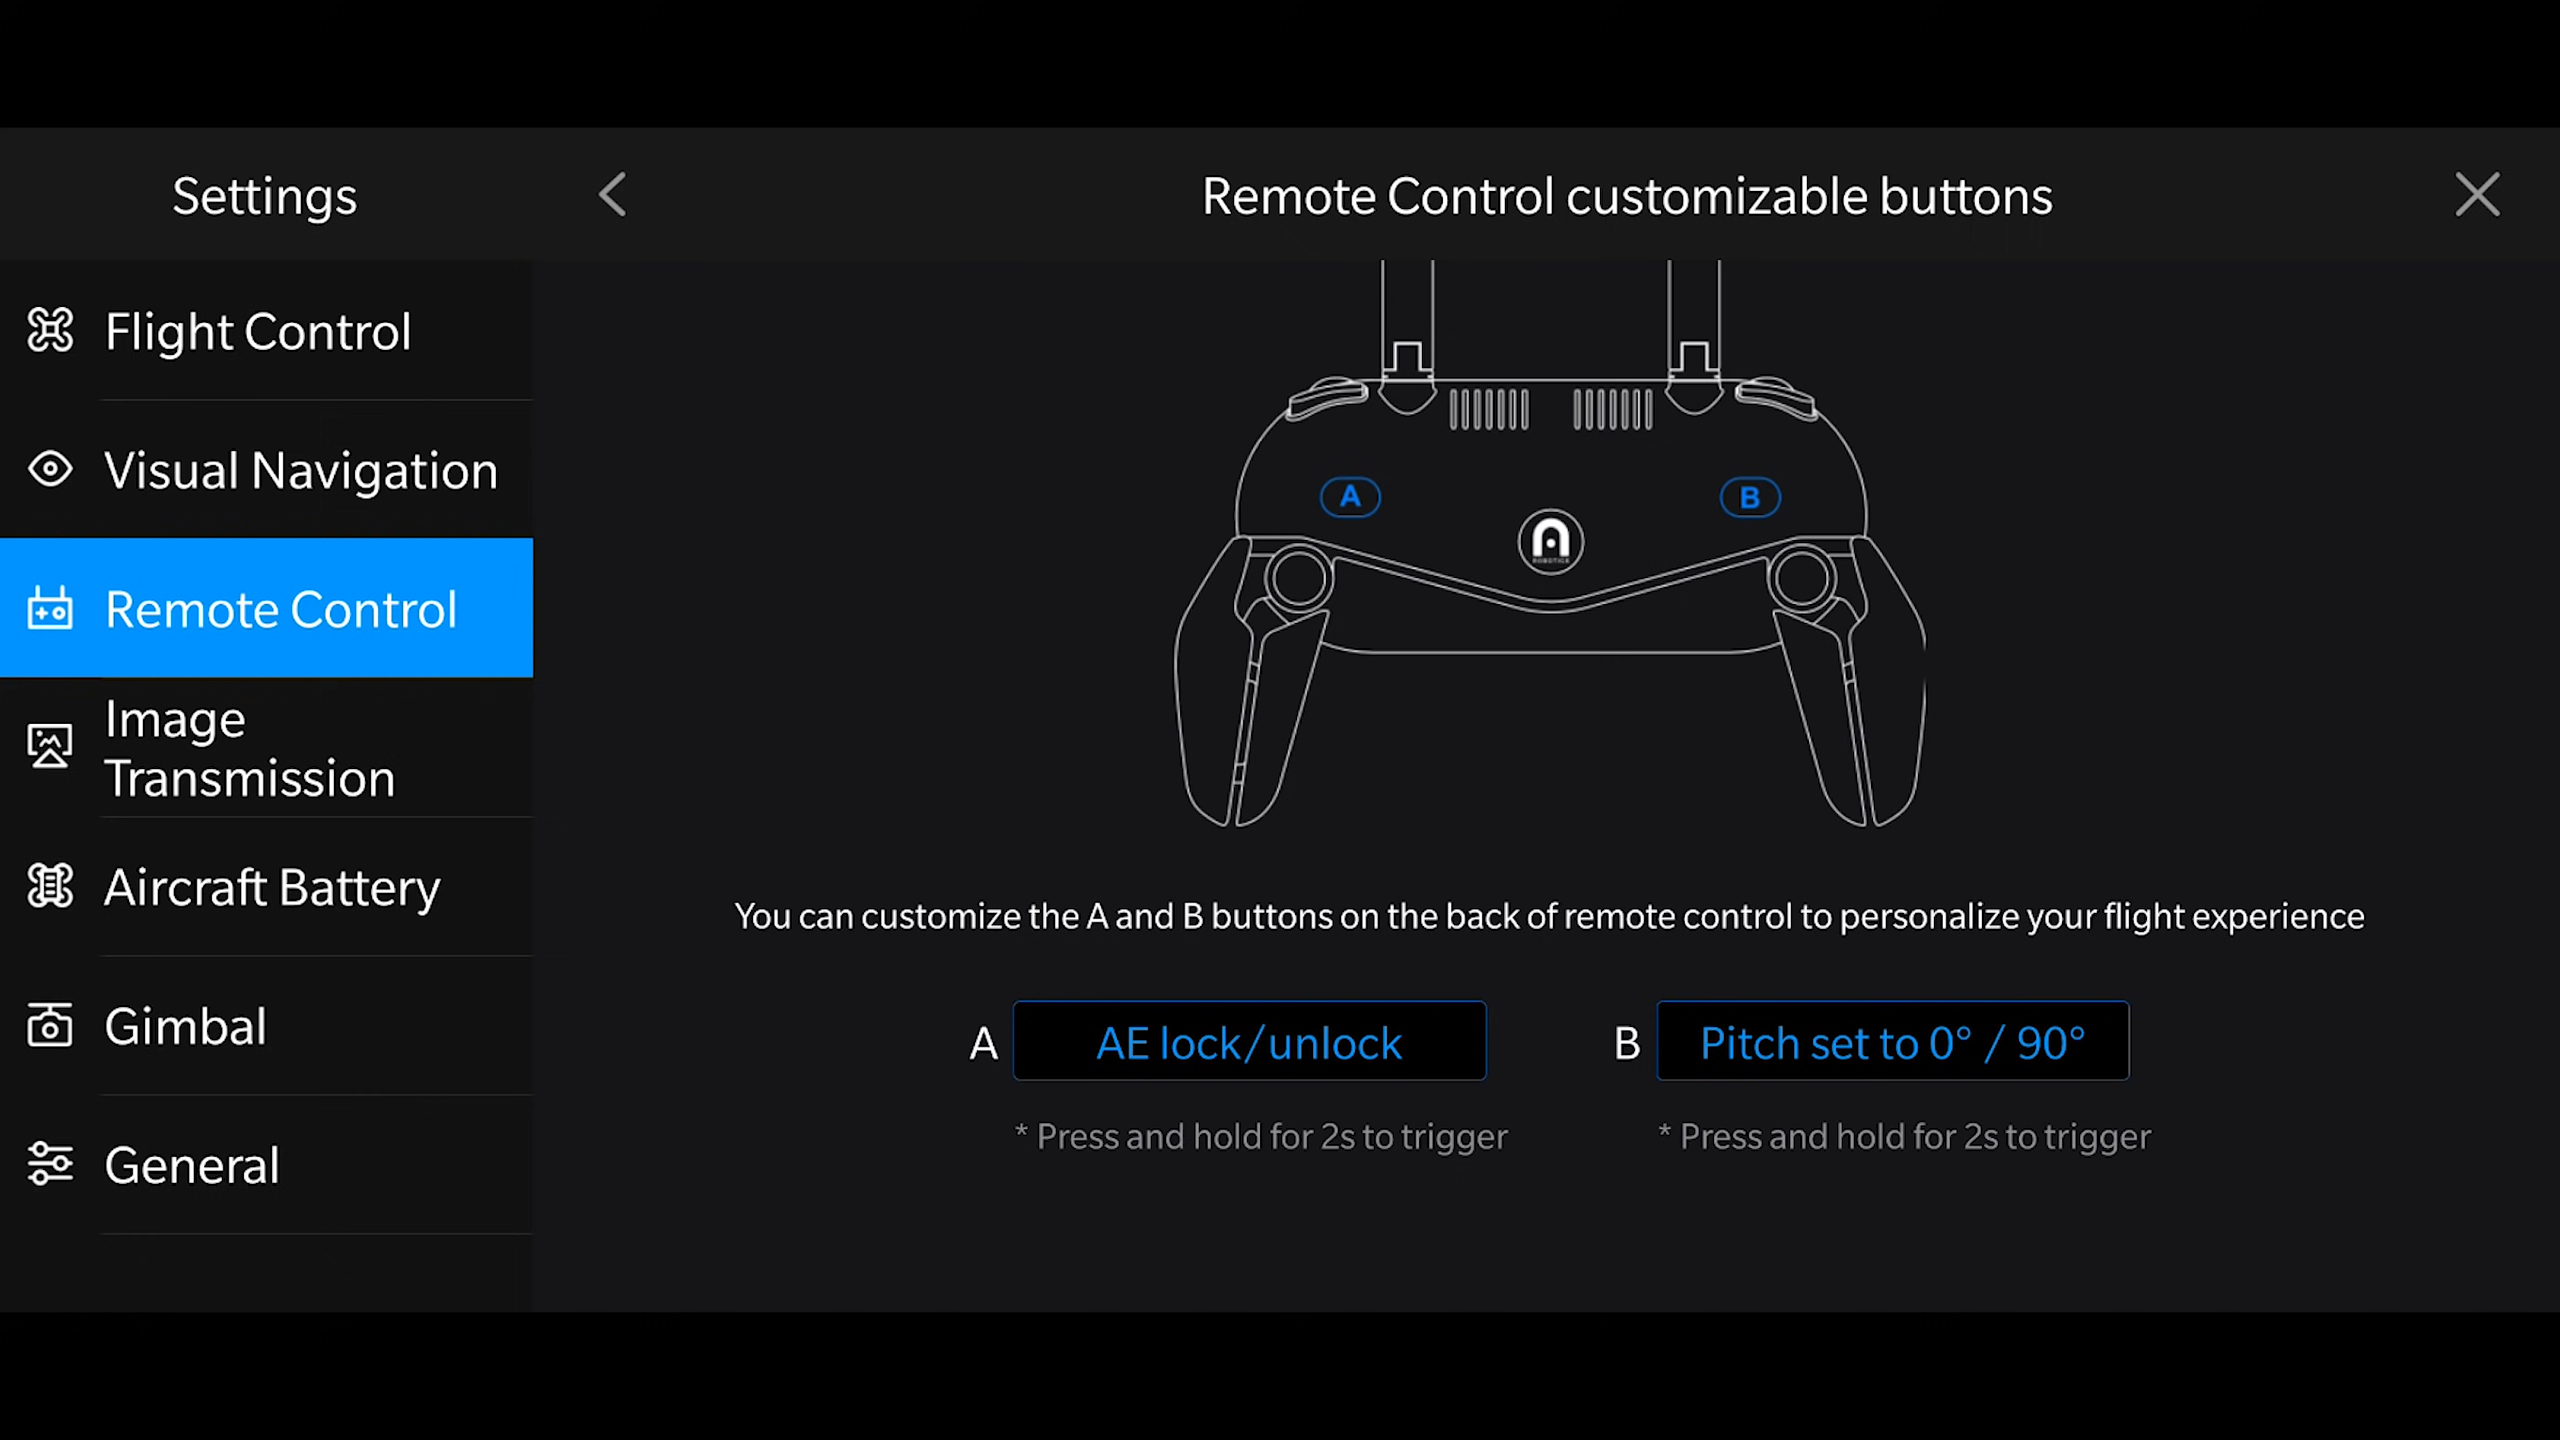 Settings
Remote Control customizable buttons
Flight Control
Visual Navigation
Remote Control
Image
Transmission
Aircraft Battery
Gimbal
General
A
B
ROBOTICS
You can customize the A and B buttons on the back of remote control to personalize your flight experience
A AE lock/unlock
B Pitch set to 0° / 90°
* Press and hold for 2s to trigger
* Press and hold for 2s to trigger